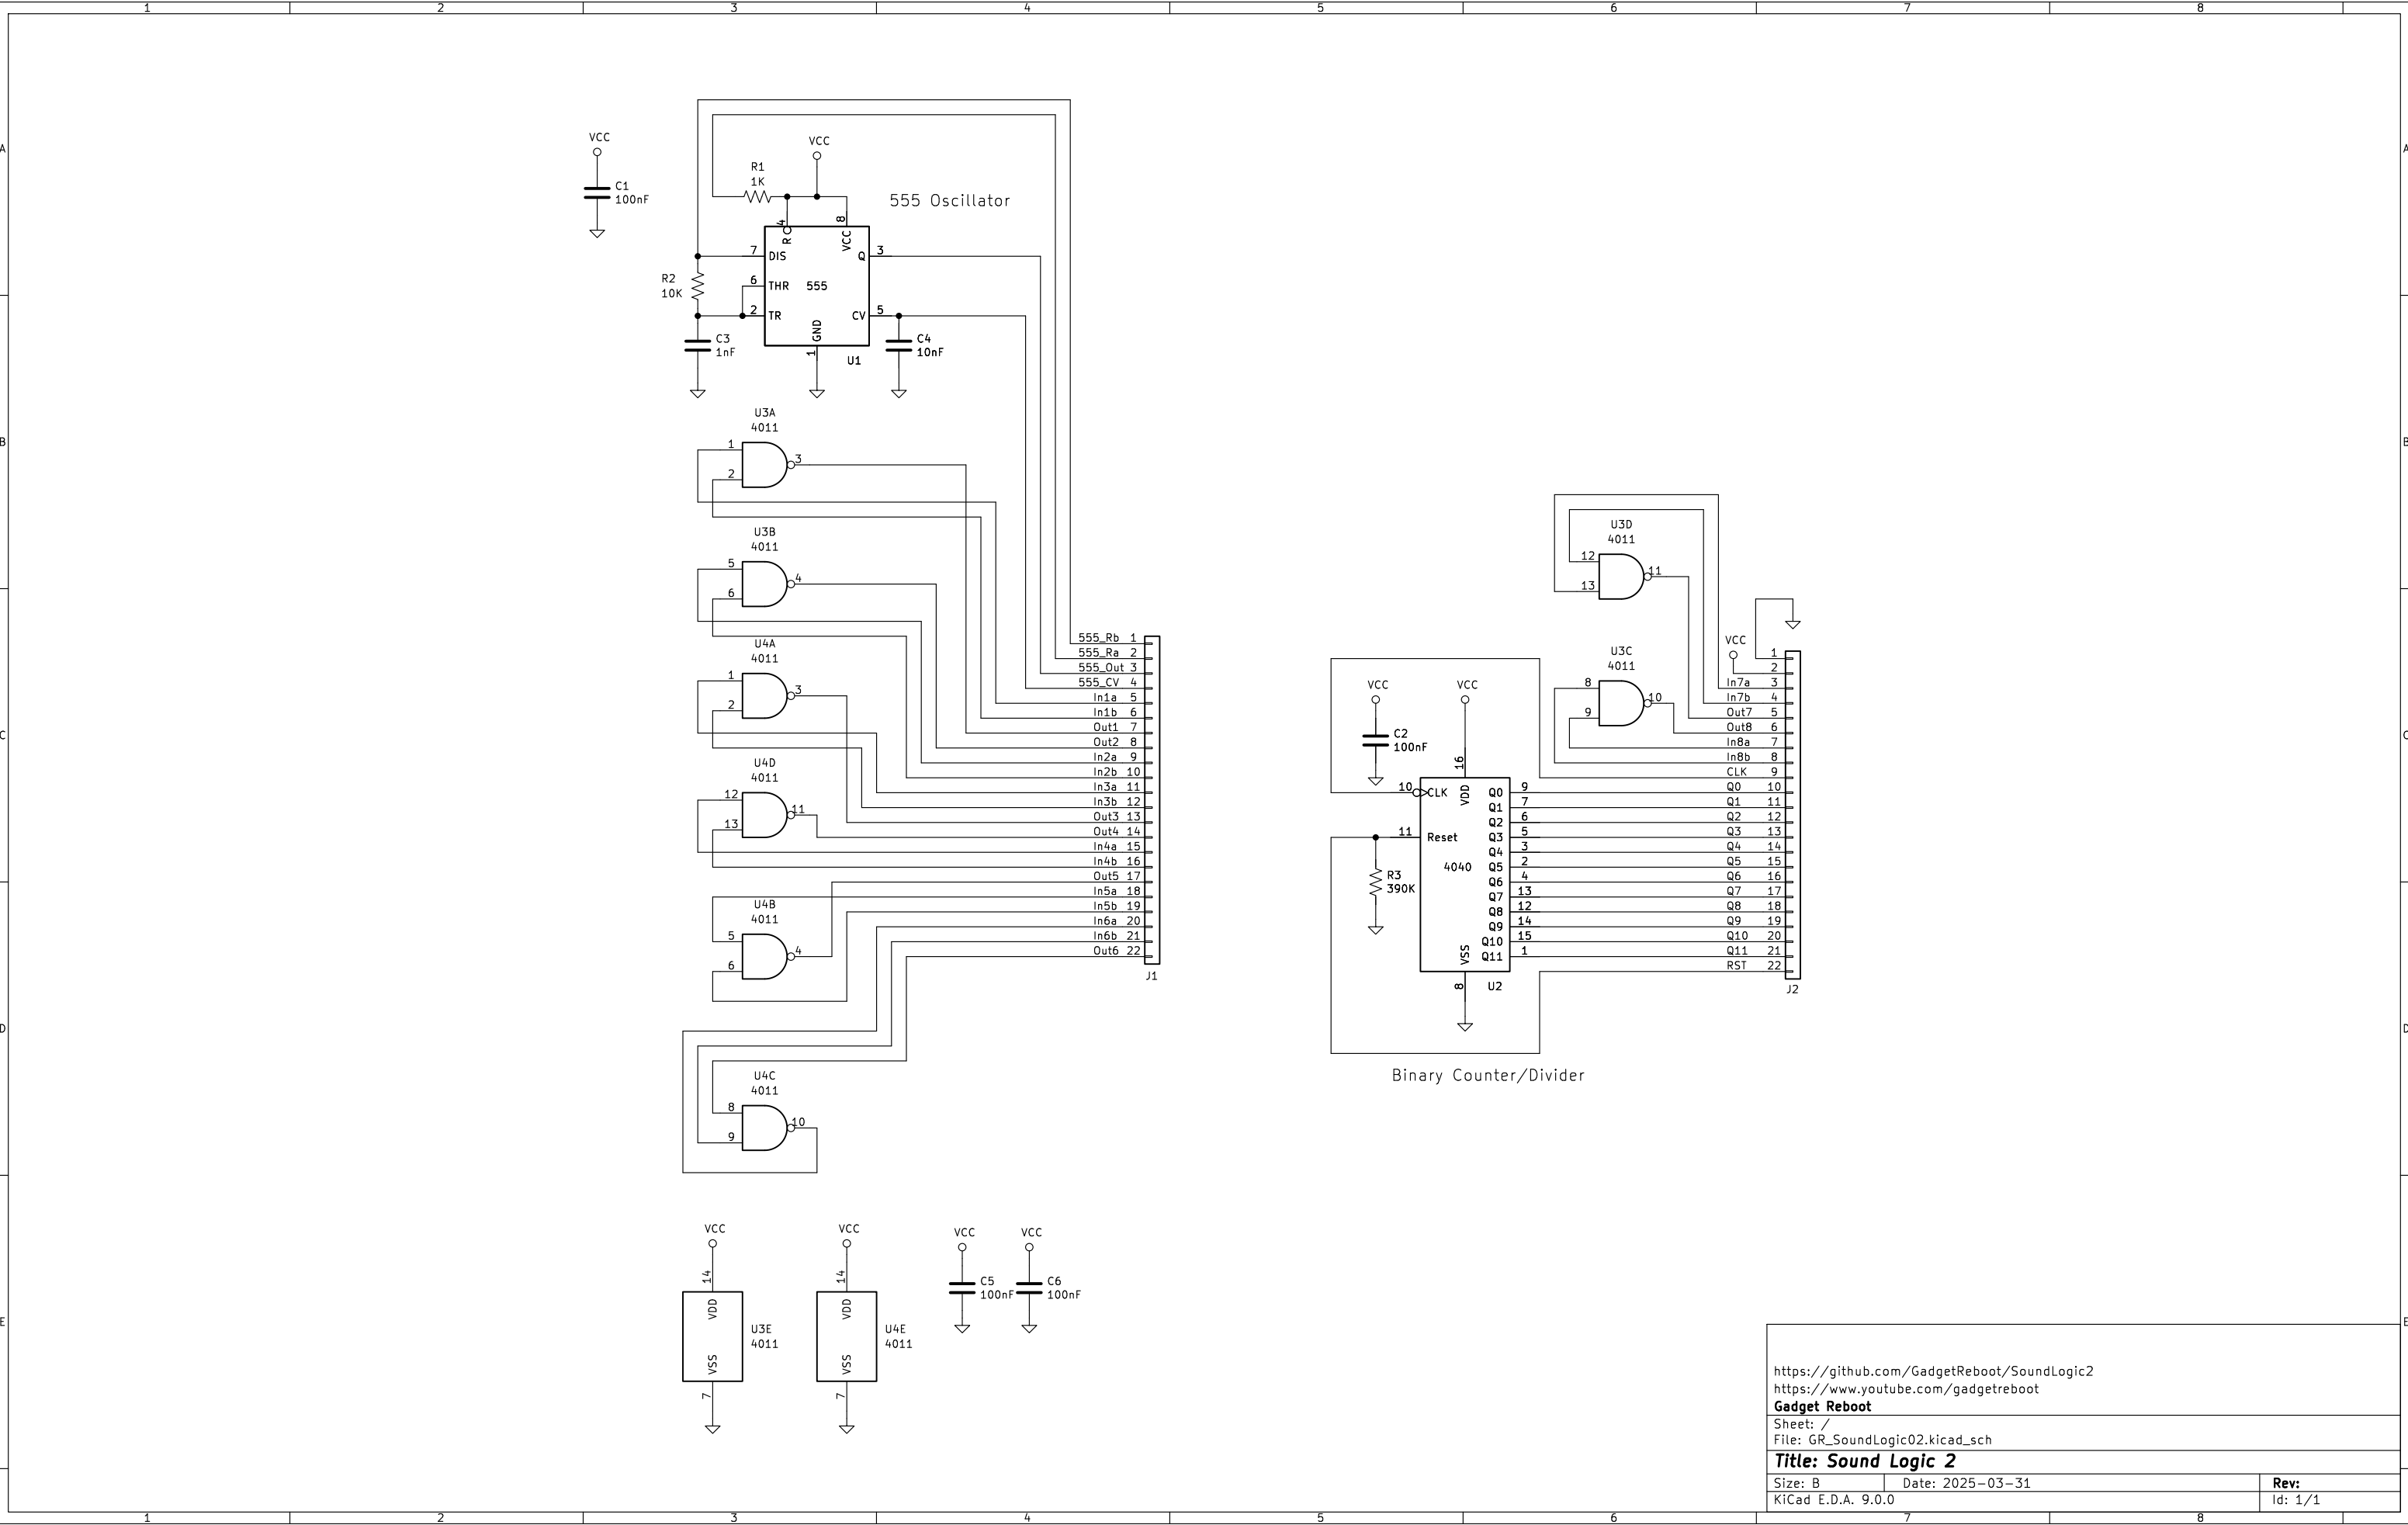 1 2 3 4 5 6 7 8
A
A
VCC
C1
100nF
VCC
R1
1K
555 Oscillator
4
R
8
VCC
7 DIS
Q 3
R2
10K
6 THR
555
2 TR
CV 5
GND
1
U1
C3
1nF
C4
10nF
B
B
U3A
4011
1
2
3
U3B
4011
5
6
4
U4A
4011
1
2
3
U4D
4011
12
13
11
U4B
4011
5
6
4
U4C
4011
8
9
10
555_Rb 1
555_Ra 2
555_Out 3
555_CV 4
In1a 5
In1b 6
Out1 7
Out2 8
In2a 9
In2b 10
In3a 11
In3b 12
Out3 13
Out4 14
In4a 15
In4b 16
Out5 17
In5a 18
In5b 19
In6a 20
In6b 21
Out6 22
J1
C
C
U3D
4011
12
13
11
U3C
4011
8
9
10
VCC
C2
100nF
VCC
16
VDD
10 CLK
11 Reset
4040
R3
390K
Q0 9
Q1 7
Q2 6
Q3 5
Q4 3
Q5 2
Q6 4
Q7 13
Q8 12
Q9 14
Q10 15
Q11 1
VSS
8
U2
VCC
1
2
In7a 3
In7b 4
Out7 5
Out8 6
In8a 7
In8b 8
CLK 9
Q0 10
Q1 11
Q2 12
Q3 13
Q4 14
Q5 15
Q6 16
Q7 17
Q8 18
Q9 19
Q10 20
Q11 21
RST 22
J2
Binary Counter/Divider
D
D
VCC
14
VDD
VSS
7
U3E
4011
VCC
14
VDD
VSS
7
U4E
4011
VCC
C5
100nF
VCC
C6
100nF
E
E
https://github.com/GadgetReboot/SoundLogic2
https://www.youtube.com/gadgetreboot
Gadget Reboot
Sheet: /
File: GR_SoundLogic02.kicad_sch
Title: Sound Logic 2
Size: B Date: 2025-03-31 Rev:
KiCad E.D.A. 9.0.0 Id: 1/1
1 2 3 4 5 6 7 8